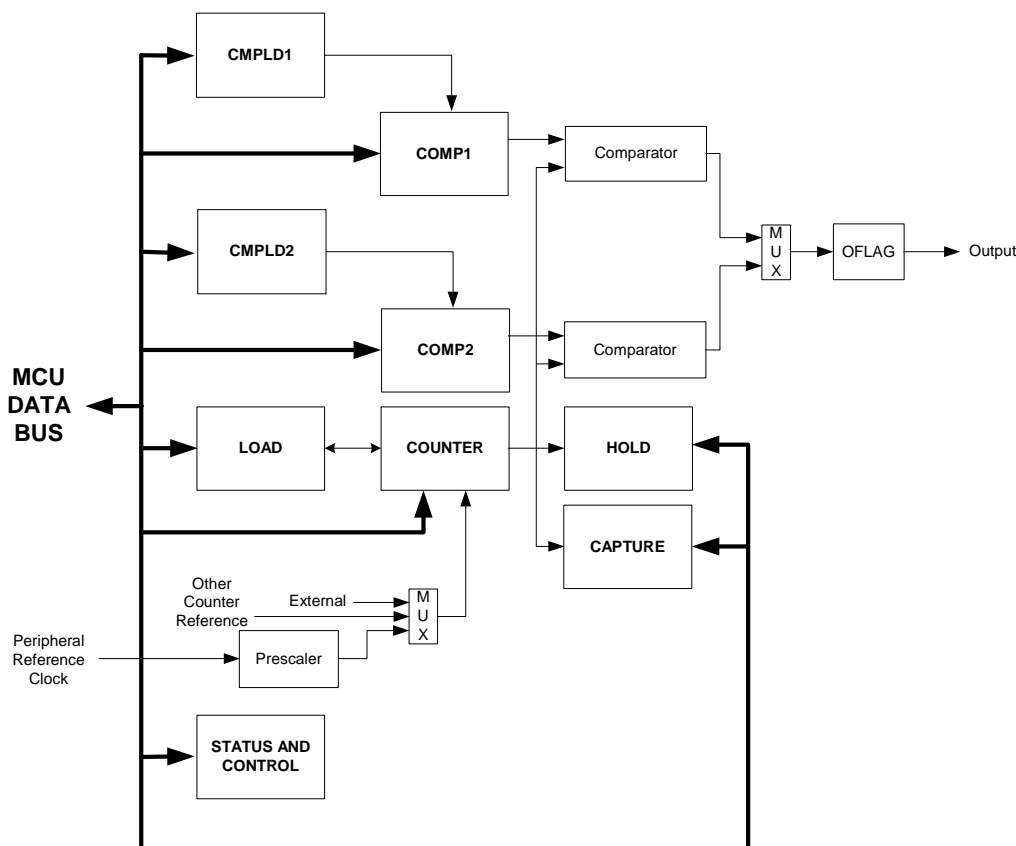 CMPLD1
COMP1
Comparator
CMPLD2
M
U
X
OFLAG
Output
COMP2
Comparator
MCU
DATA
BUS
LOAD
COUNTER
HOLD
CAPTURE
Other
Counter
Reference
External
M
U
X
Peripheral
Reference
Clock
Prescaler
STATUS AND
CONTROL